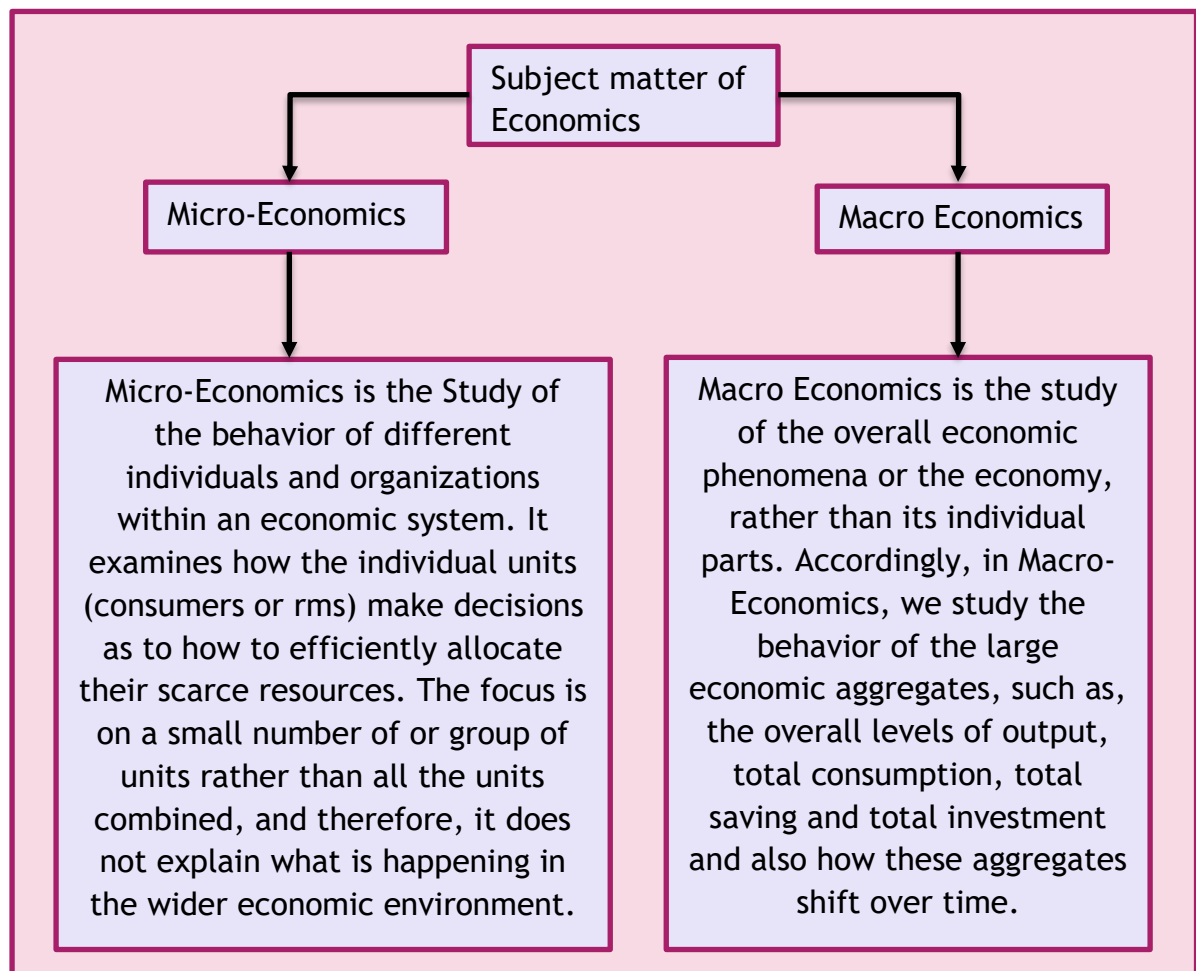 Subject matter of
Economics
Micro-Economics
Macro Economics
Micro-Economics is the Study of
the behavior of different
individuals and organizations
within an economic system. It
examines how the individual units
(consumers or rms) make decisions
as to how to efficiently allocate
their scarce resources. The focus is
on a small number of or group of
units rather than all the units
combined, and therefore, it does
not explain what is happening in
the wider economic environment.
Macro Economics is the study
of the overall economic
phenomena or the economy,
rather than its individual
parts. Accordingly, in Macro-
Economics, we study the
behavior of the large
economic aggregates, such as,
the overall levels of output,
total consumption, total
saving and total investment
and also how these aggregates
shift over time.